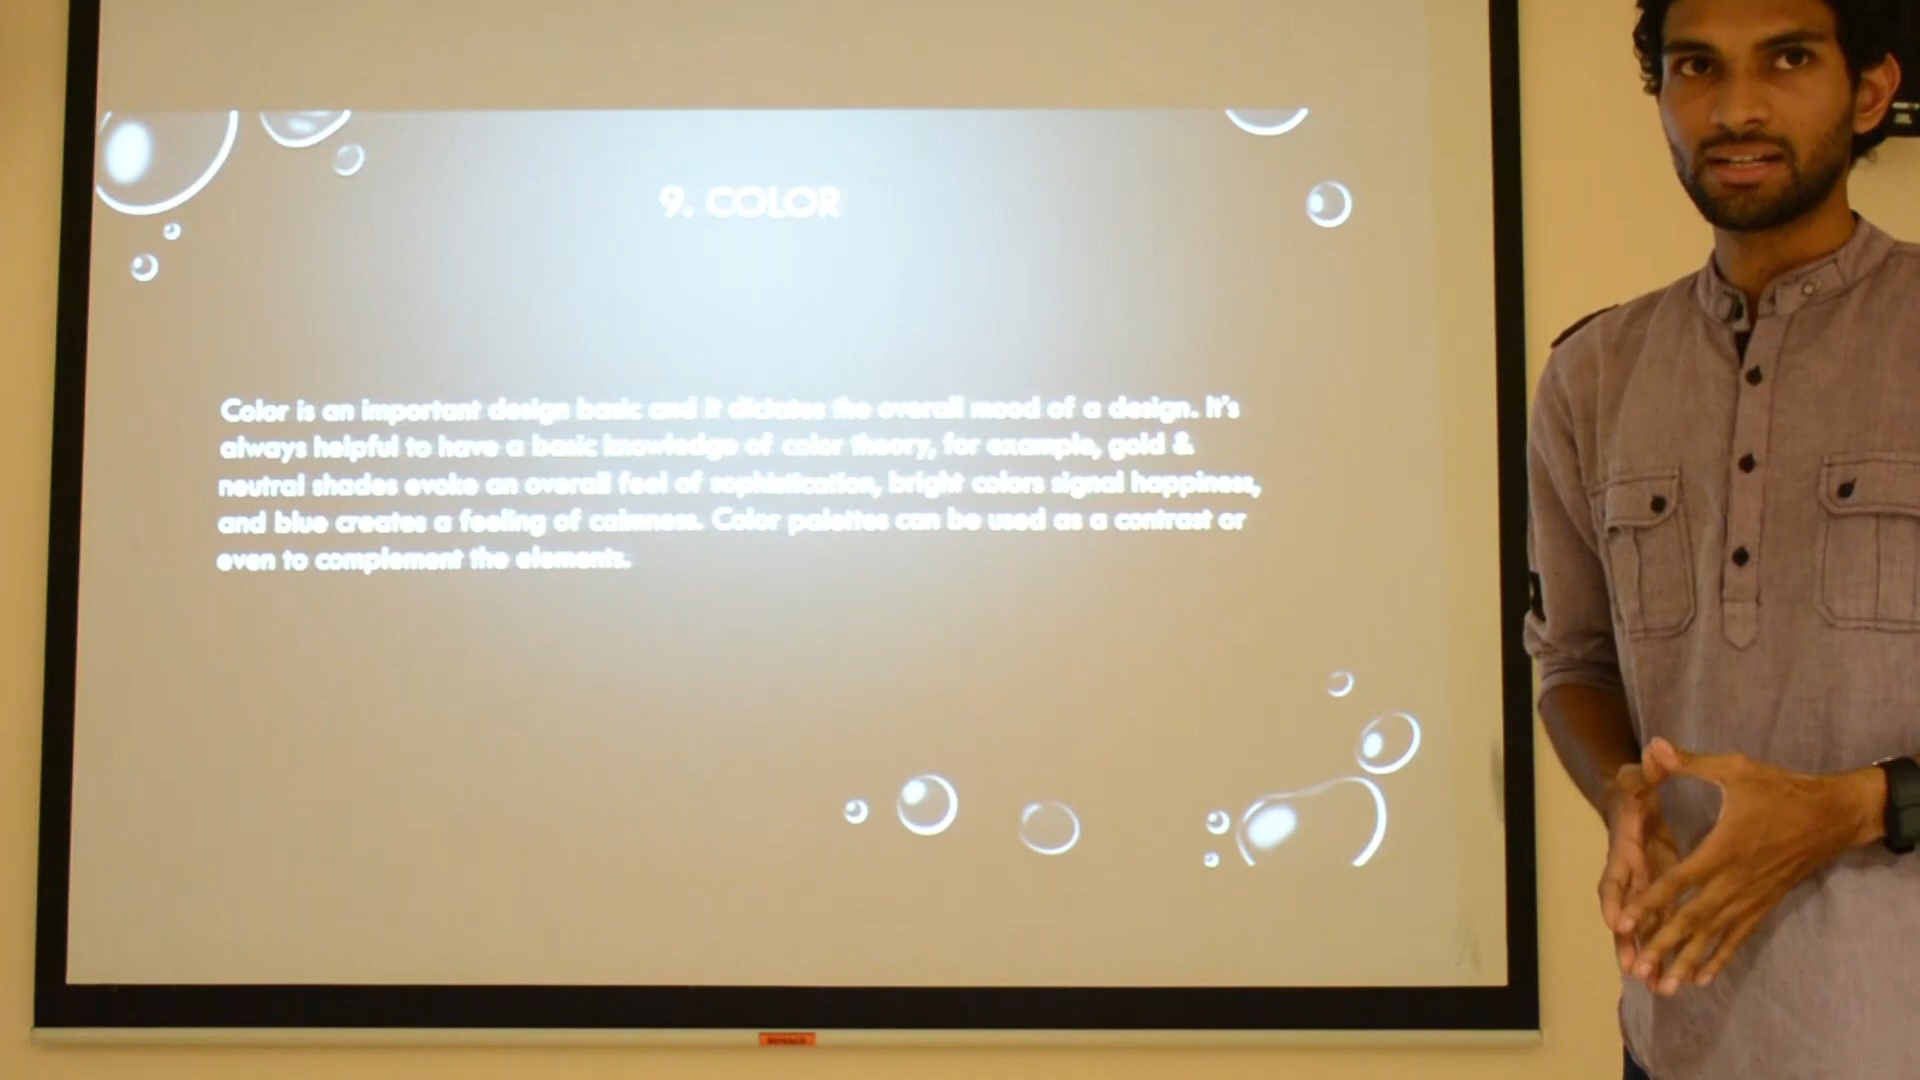 9. COLOR
Color is an important design basic and it dictates the overall mood of a design. It's
always helpful to have a basic knowledge of color theory, for example, gold &
neutral shades evoke an overall feel of sophistication, bright colors signal happiness,
and blue creates a feeling of calmness. Color palettes can be used as a contrast or
even to complement the elements.